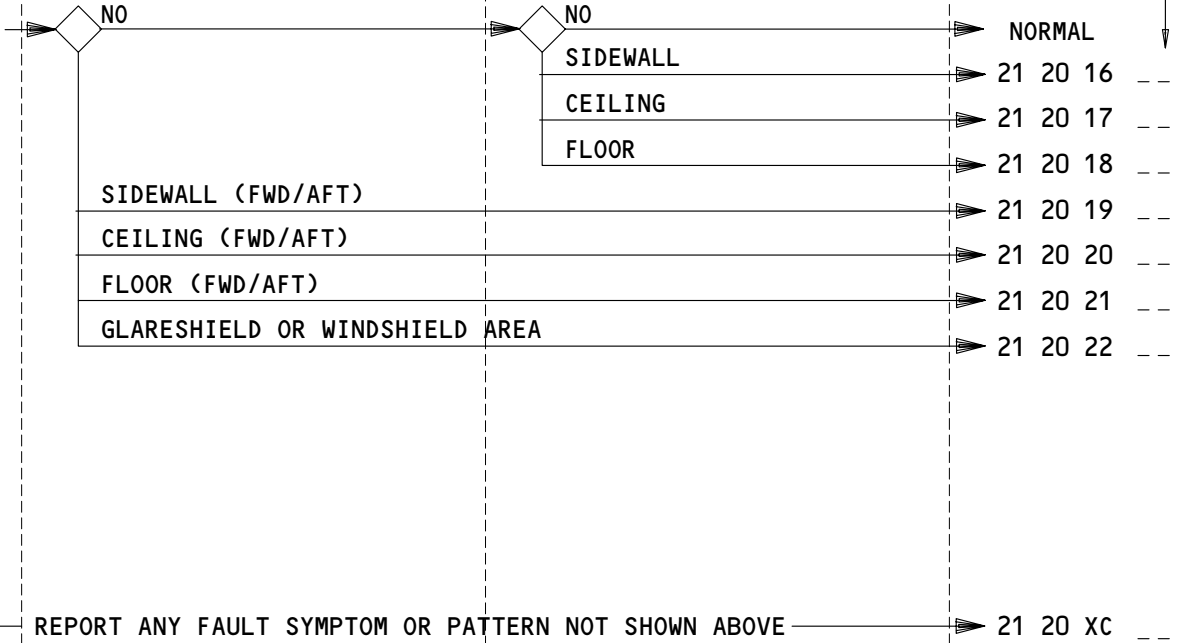 NO NO NORMAL
SIDEWALL 21 20 16 _ _
CEILING 21 20 17 _ _
FLOOR 21 20 18 _ _
SIDEWALL (FWD/AFT) 21 20 19 _ _
CEILING (FWD/AFT) 21 20 20 _ _
FLOOR (FWD/AFT) 21 20 21 _ _
GLARESHIELD OR WINDSHIELD AREA 21 20 22 _ _
REPORT ANY FAULT SYMPTOM OR PATTERN NOT SHOWN ABOVE 21 20 XC _ _